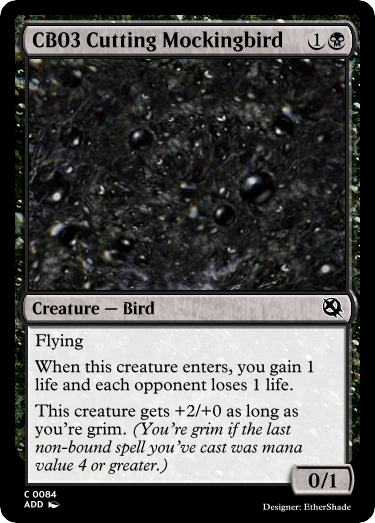 CB03 Cutting Mockingbird 1
Creature — Bird
Flying
When this creature enters, you gain 1
life and each opponent loses 1 life.
This creature gets +2/+0 as long as
you're grim. (You're grim if the last
non-bound spell you've cast was mana
value 4 or greater.)
0/1
C 0084
ADD
Designer: EtherShade